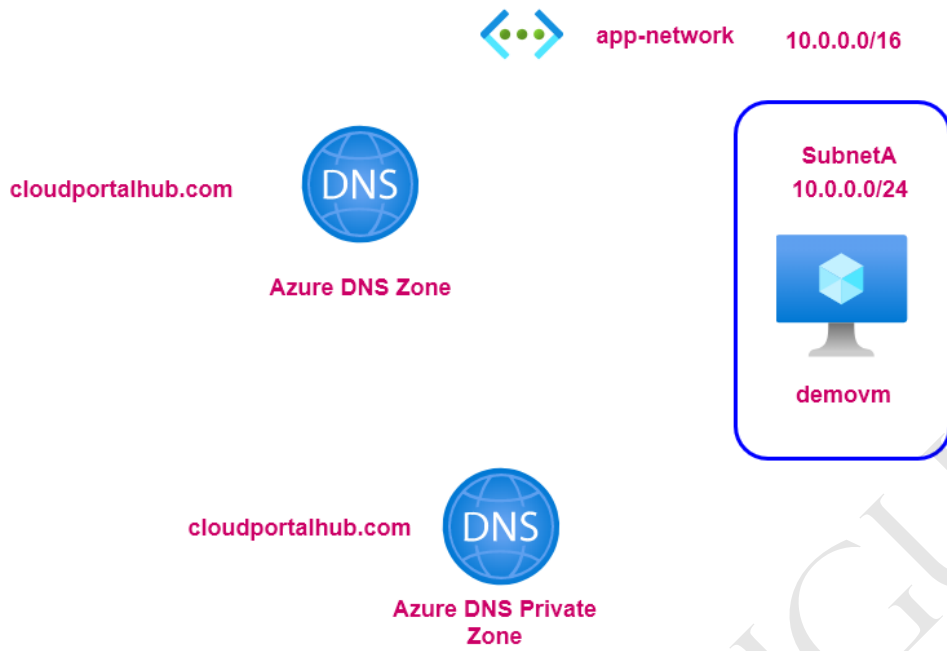 app-network
10.0.0.0/16
SubnetA
10.0.0.0/24
cloudportalhub.com
DNS
Azure DNS Zone
demovm
cloudportalhub.com
DNS
Azure DNS Private
Zone